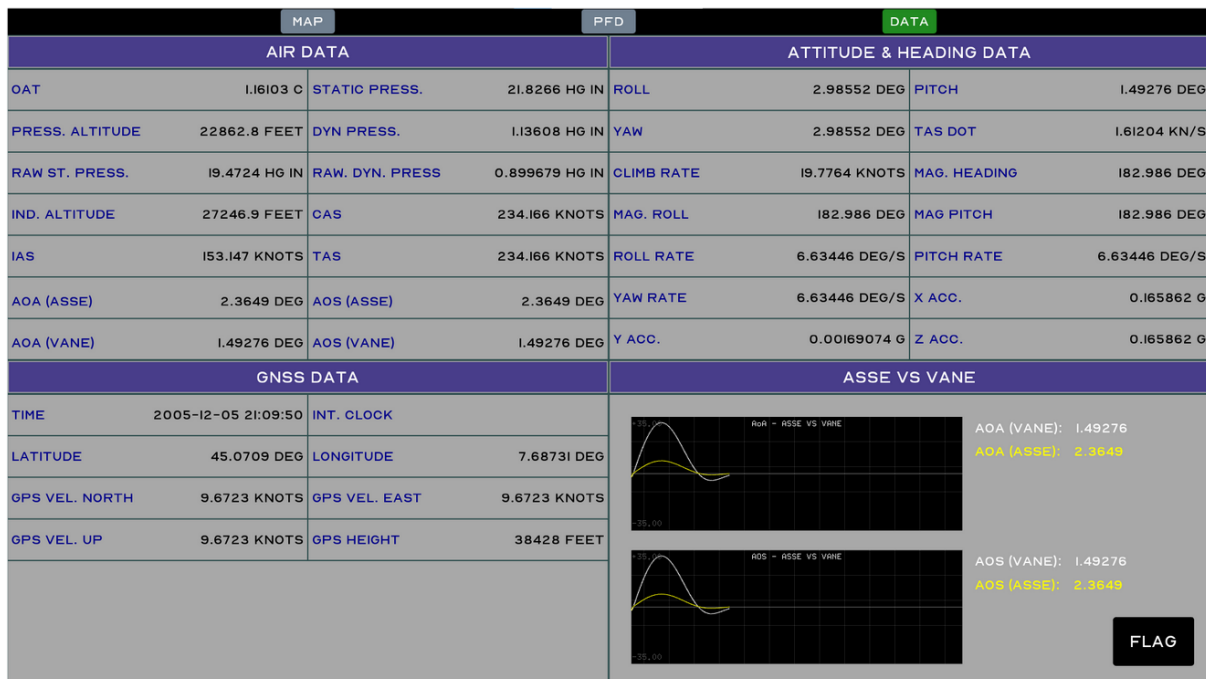 MAP PFD DATA
AIR DATA
OAT 1.16103 C STATIC PRESS. 21.8266 HG IN
PRESS. ALTITUDE 22862.8 FEET DYN PRESS. 1.13608 HG IN
RAW ST. PRESS. 19.4724 HG IN RAW. DYN. PRESS 0.899679 HG IN
IND. ALTITUDE 27246.9 FEET CAS 234.166 KNOTS
IAS 153.147 KNOTS TAS 234.166 KNOTS
AOA (ASSE) 2.3649 DEG AOS (ASSE) 2.3649 DEG
AOA (VANE) 1.49276 DEG AOS (VANE) 1.49276 DEG
ATTITUDE & HEADING DATA
ROLL 2.98552 DEG PITCH 1.49276 DEG
YAW 2.98552 DEG TAS DOT 1.61204 KN/S
CLIMB RATE 19.7764 KNOTS MAG. HEADING 182.986 DEG
MAG. ROLL 182.986 DEG MAG PITCH 182.986 DEG
ROLL RATE 6.63446 DEG/S PITCH RATE 6.63446 DEG/S
YAW RATE 6.63446 DEG/S X ACC. 0.165862 G
Y ACC. 0.00169074 G Z ACC. 0.165862 G
GNSS DATA
TIME 2005-12-05 21:09:50 INT. CLOCK
LATITUDE 45.0709 DEG LONGITUDE 7.68731 DEG
GPS VEL. NORTH 9.6723 KNOTS GPS VEL. EAST 9.6723 KNOTS
GPS VEL. UP 9.6723 KNOTS GPS HEIGHT 38428 FEET
ASSE VS VANE
+35.00 AoA - ASSE VS VANE
-35.00
AOA (VANE): 1.49276
AOA (ASSE): 2.3649
+35.00 AOS - ASSE VS VANE
-35.00
AOS (VANE): 1.49276
AOS (ASSE): 2.3649
FLAG